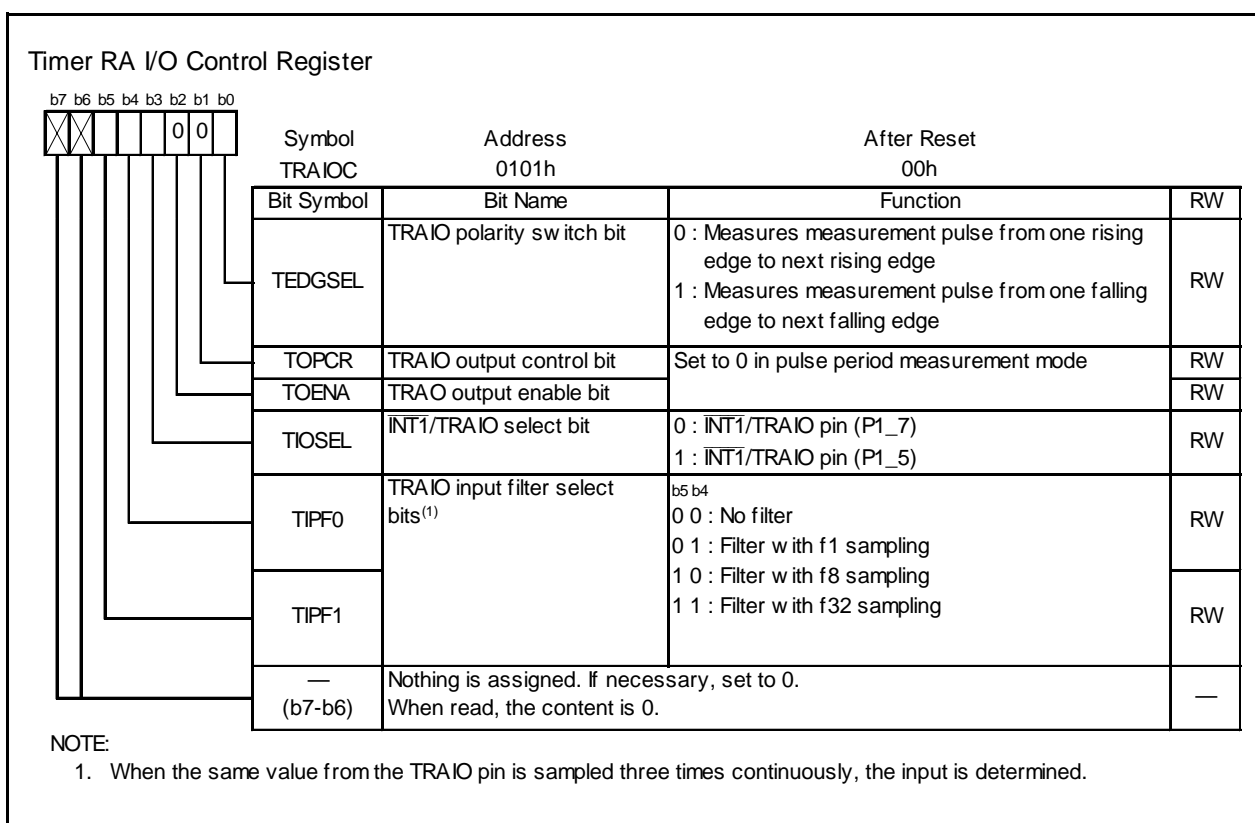 Timer RA I/O Control Register
b7 b6 b5 b4 b3 b2 b1 b0
0 0
Symbol Address After Reset
TRAIOC 0101h 00h
Bit Symbol Bit Name Function RW
TEDGSEL TRAIO polarity switch bit 0 : Measures measurement pulse from one rising
edge to next rising edge
1 : Measures measurement pulse from one falling
edge to next falling edge
RW
TOPCR TRAIO output control bit Set to 0 in pulse period measurement mode RW
TOENA TRAO output enable bit RW
TIOSEL INT1/TRAIO select bit 0 : INT1/TRAIO pin (P1_7)
1 : INT1/TRAIO pin (P1_5)
RW
TIPF0 TRAIO input filter select
bits(1)
b5 b4
0 0 : No filter
0 1 : Filter with f1 sampling
RW
1 0 : Filter with f8 sampling
TIPF1 1 1 : Filter with f32 sampling RW
—
(b7-b6)
Nothing is assigned. If necessary, set to 0.
When read, the content is 0.
—
NOTE:
1. When the same value from the TRAIO pin is sampled three times continuously, the input is determined.